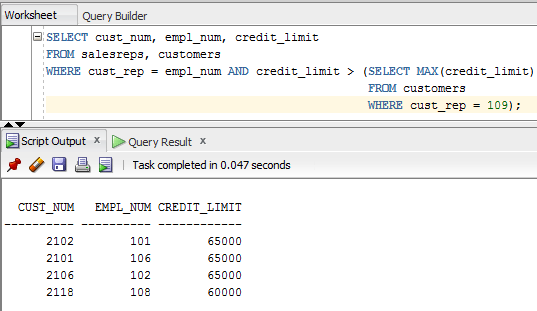 Worksheet Query Builder
SELECT cust_num, empl_num, credit_limit
FROM salesreps, customers
WHERE cust_rep = empl_num AND credit_limit > (SELECT MAX(credit_limit)
FROM customers
WHERE cust_rep = 109);
Script Output x Query Result x
Task completed in 0.047 seconds
CUST_NUM EMPL_NUM CREDIT_LIMIT
---------- ---------- ------------
2102 101 65000
2101 106 65000
2106 102 65000
2118 108 60000